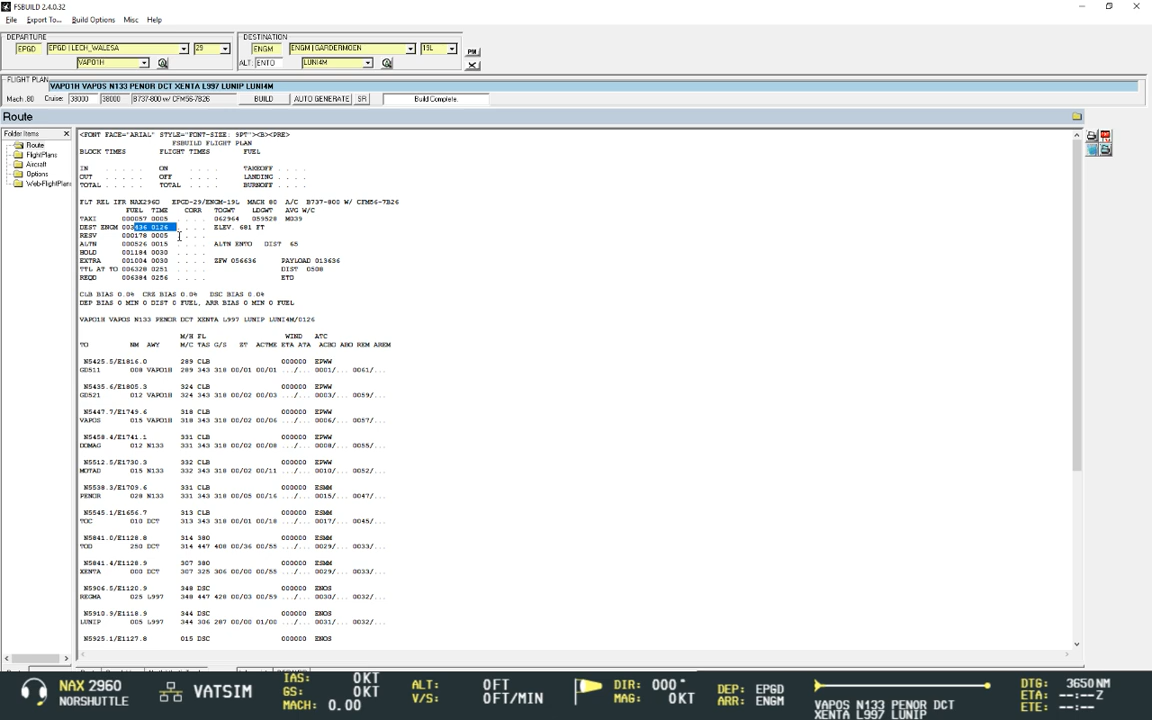 FSBUILD 2.4.0.32
File Export To... Build Options Misc Help
DEPARTURE DESTINATION
EPGD EPGD | LECH_WALESA 29 ENGM ENGM | GARDERMOEN 19L
VAPO1H ALT: ENTO LUNI4M
FLIGHT PLAN
VAPO1H VAPOS N133 PENOR DCT XENTA L997 LUNIP LUNI4M
Mach .80 Cruise: 38000 38000 B737-800 w/ CFM56-7B26 BUILD AUTO GENERATE SR Build Complete.
Route
Folder Items
Route
FlightPlans
Aircraft
Options
Web-FlightPlans
<FONT FACE="ARIAL" STYLE="FONT-SIZE: 9PT"><B><PRE>
FSBUILD FLIGHT PLAN
BLOCK TIMES FLIGHT TIMES FUEL
IN . . . . . ON . . . . TAKEOFF . . . .
OUT . . . . . OFF . . . . LANDING . . . .
TOTAL . . . . . TOTAL . . . . BURNOFF . . . .
FLT REL IFR NAX2960 EPGD-29/ENGM-19L MACH 80 A/C B737-800 W/ CFM56-7B26
FUEL TIME CORR TOGWT LDGWT AVG W/C
TAXI 000057 0005 . . . . 062964 059528 M039
DEST ENGM 003436 0126 . . . . ELEV. 681 FT
RESV 000178 0005 . . . .
ALTN 000526 0015 . . . . ALTN ENTO DIST 65
HOLD 001184 0030 . . . .
EXTRA 001004 0030 . . . . ZFW 056636 PAYLOAD 013636
TTL AT TO 006328 0251 . . . . DIST 0508
REQD 006384 0256 . . . . ETD
CLB BIAS 0.0% CRZ BIAS 0.0% DSC BIAS 0.0%
DEP BIAS 0 MIN 0 DIST 0 FUEL, ARR BIAS 0 MIN 0 FUEL
VAPO1H VAPOS N133 PENOR DCT XENTA L997 LUNIP LUNI4M/0126
M/H FL WIND ATC
TO NM AWY M/C TAS G/S ZT ACTME ETA ATA ACBO ABO REM AREM
N5425.5/E1816.0 289 CLB 000000 EPWW
GD511 008 VAPO1H 289 343 318 00/01 00/01 .../... 0001/... 0061/...
N5435.6/E1805.3 324 CLB 000000 EPWW
GD521 012 VAPO1H 324 343 318 00/02 00/03 .../... 0003/... 0059/...
N5447.7/E1749.6 318 CLB 000000 EPWW
VAPOS 015 VAPO1H 318 343 318 00/02 00/06 .../... 0006/... 0057/...
N5458.4/E1741.1 331 CLB 000000 EPWW
DOMAG 012 N133 331 343 318 00/02 00/08 .../... 0008/... 0055/...
N5512.5/E1730.3 332 CLB 000000 EPWW
MOTAD 015 N133 332 343 318 00/02 00/11 .../... 0010/... 0052/...
N5538.3/E1709.6 331 CLB 000000 ESMM
PENOR 028 N133 331 343 318 00/05 00/16 .../... 0015/... 0047/...
N5545.1/E1656.7 313 CLB 000000 ESMM
TOC 010 DCT 313 343 318 00/01 00/18 .../... 0017/... 0045/...
N5841.0/E1128.8 314 380 000000 ESMM
TOD 250 DCT 314 447 408 00/36 00/55 .../... 0029/... 0033/...
N5841.4/E1128.9 307 380 000000 ESMM
XENTA 000 DCT 307 325 306 00/00 00/55 .../... 0029/... 0033/...
N5906.5/E1120.9 348 DSC 000000 ENOS
REGMA 025 L997 348 447 428 00/03 00/59 .../... 0030/... 0032/...
N5910.9/E1118.9 344 DSC 000000 ENOS
LUNIP 005 L997 344 306 287 00/00 01/00 .../... 0031/... 0032/...
N5925.1/E1127.8 015 DSC 000000 ENOS
NAX 2960
NORSHUTTLE
VATSIM
IAS: 0KT
GS: 0KT
MACH: 0.00
ALT: 0FT
V/S: 0FT/MIN
DIR: 000°
MAG: 0KT
DEP: EPGD
ARR: ENGM
VAPOS N133 PENOR DCT
XENTA L997 LUNIP
DTG: 3650NM
ETA: --:--Z
ETE: --:--